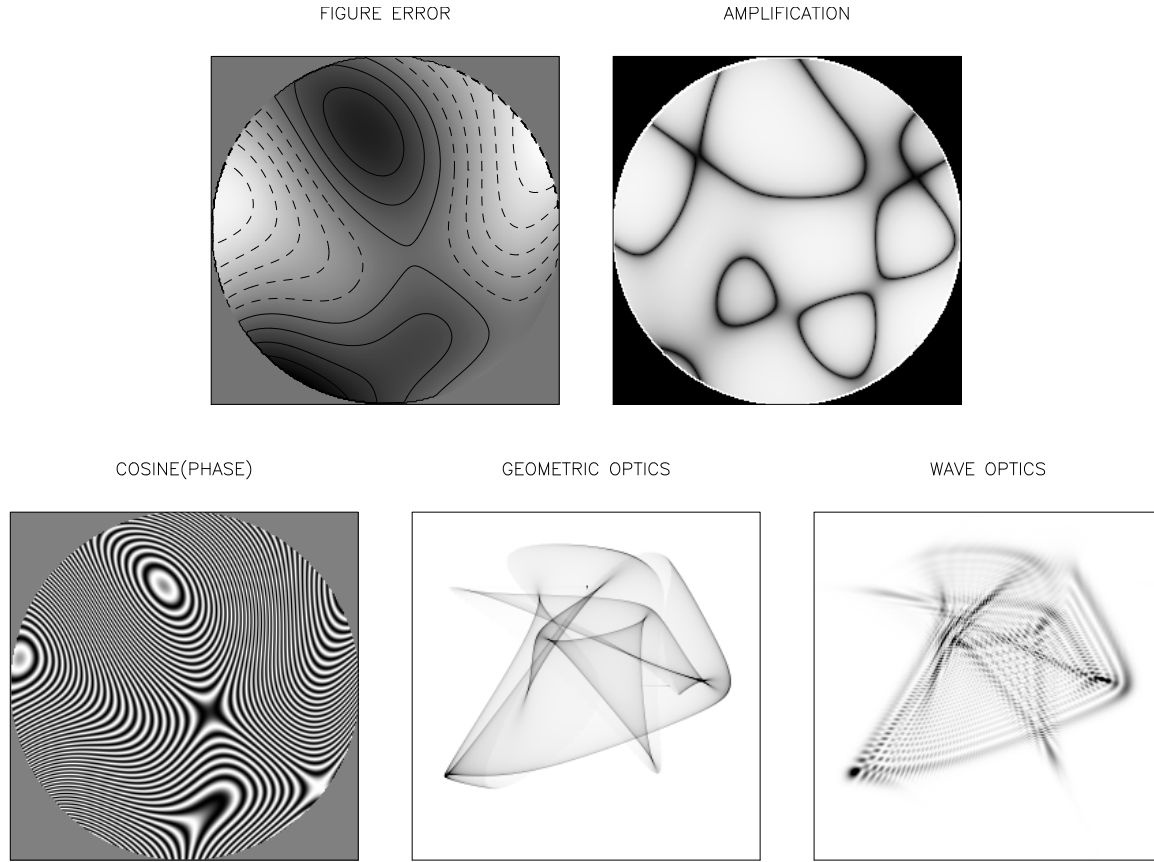 FIGURE ERROR
AMPLIFICATION
COSINE(PHASE)
GEOMETRIC OPTICS
WAVE OPTICS